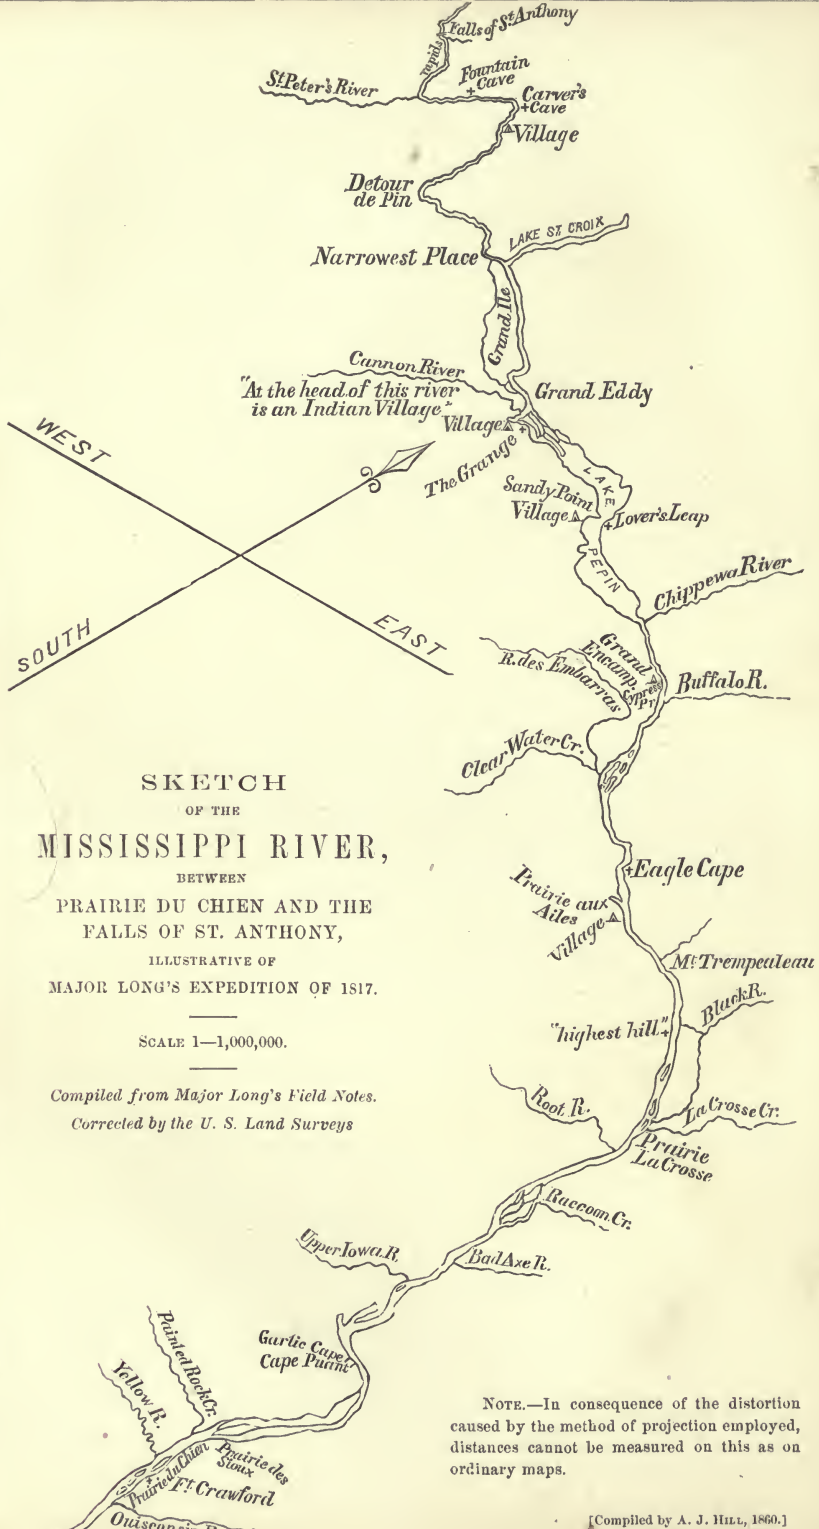 Falls of St. Anthony
rapids
Fountain
Cave
St. Peter's River
Carver's
Cave
Village
Detour
de Pin
LAKE ST. CROIX
Narrowest Place
Grand Ile
Cannon River
"At the head of this river
is an Indian Village"
Grand Eddy
Village
The Grange
WEST
SOUTH
EAST
LAKE
PEPIN
Sandy Point
Village
Lover's Leap
Chippewa River
Grand
Encamp.
Cypress
Pr.
R. des Embarras
Buffalo R.
Clear Water Cr.
SKETCH
OF THE
MISSISSIPPI RIVER,
BETWEEN
PRAIRIE DU CHIEN AND THE
FALLS OF ST. ANTHONY,
ILLUSTRATIVE OF
MAJOR LONG'S EXPEDITION OF 1817.
SCALE 1—1,000,000.
Compiled from Major Long's Field Notes.
Corrected by the U. S. Land Surveys
Eagle Cape
Prairie aux
Ailes
Village
Mt. Trempealeau
Black R.
"highest hill"
Root R.
La Crosse Cr.
Prairie
La Crosse
Raccoon Cr.
Upper Iowa R.
Bad Axe R.
Garlic Cape
Cape Puant
Painted Rock Cr.
Yellow R.
Prairie du Chien
Prairie des
Sioux
Ft. Crawford
NOTE.—In consequence of the distortion
caused by the method of projection employed,
distances cannot be measured on this as on
ordinary maps.
[Compiled by A. J. HILL, 1860.]